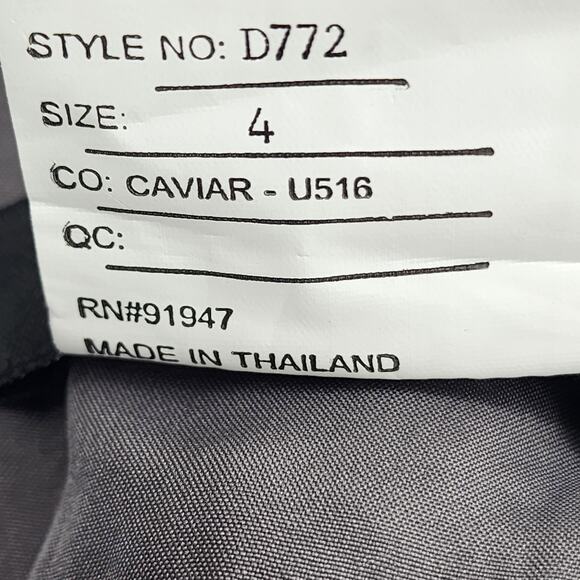 STYLE NO: D772
SIZE: 4
CO: CAVIAR - U516
QC:
RN#91947
MADE IN THAILAND